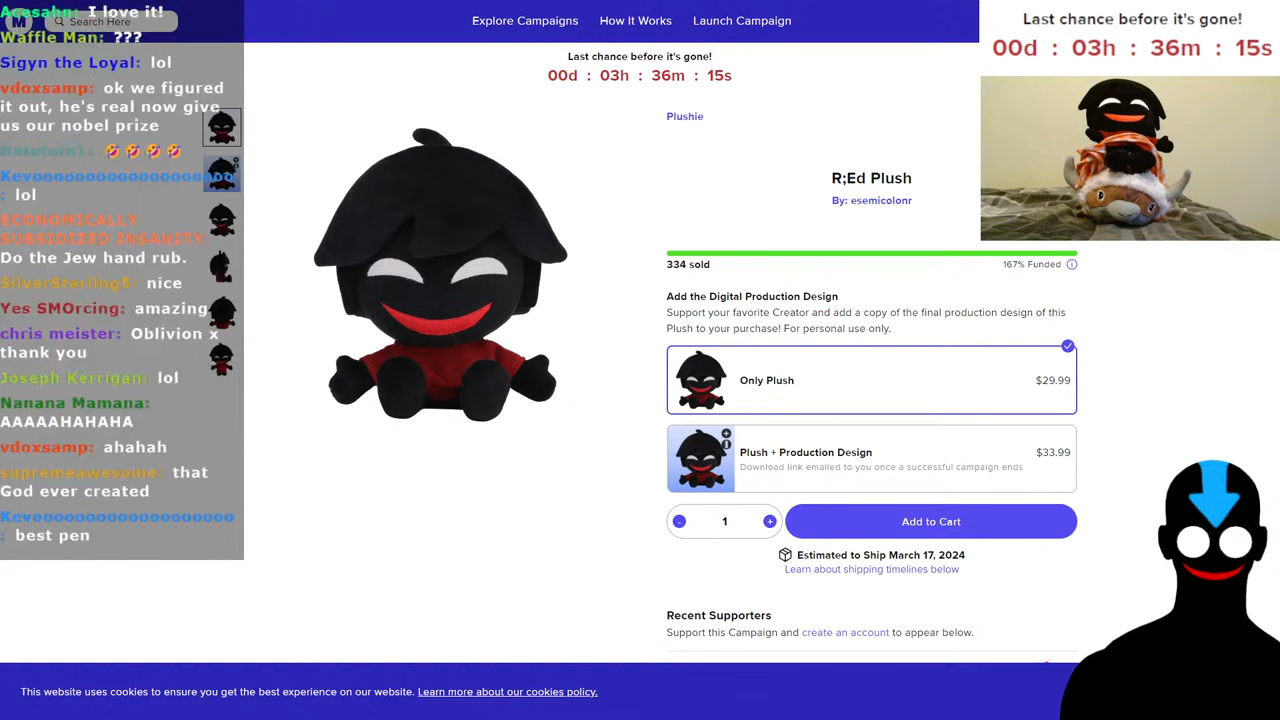 Acesahn: I love it!
Waffle Man: ???
Sigyn the Loyal: lol
vdoxsamp: ok we figured
it out, he's real now give
us our nobel prize
🤣 🤣 🤣 🤣
Kevoooooooooooooooooooo
: lol
ECONOMICALLY
SUBSIDIZED INSANITY:
Do the Jew hand rub.
SilverSterling5: nice
Yes SMOrcing: amazing
chris meister: Oblivion x
thank you
Joseph Kerrigan: lol
Nanana Mamana:
AAAAAHAHAHA
vdoxsamp: ahahah
supremeawesome: that
God ever created
Kevoooooooooooooooooooo
: best pen
M
Search Here
Explore Campaigns
How It Works
Launch Campaign
Last chance before it's gone!
00d : 03h : 36m : 15s
Plushie
R;Ed Plush
By: esemicolonr
334 sold
167% Funded
Add the Digital Production Design
Support your favorite Creator and add a copy of the final production design of this
Plush to your purchase! For personal use only.
Only Plush
$29.99
Plush + Production Design
$33.99
Download link emailed to you once a successful campaign ends
- 1 +
Add to Cart
Estimated to Ship March 17, 2024
Learn about shipping timelines below
Recent Supporters
Support this Campaign and create an account to appear below.
This website uses cookies to ensure you get the best experience on our website. Learn more about our cookies policy.
Last chance before it's gone!
00d : 03h : 36m : 15s